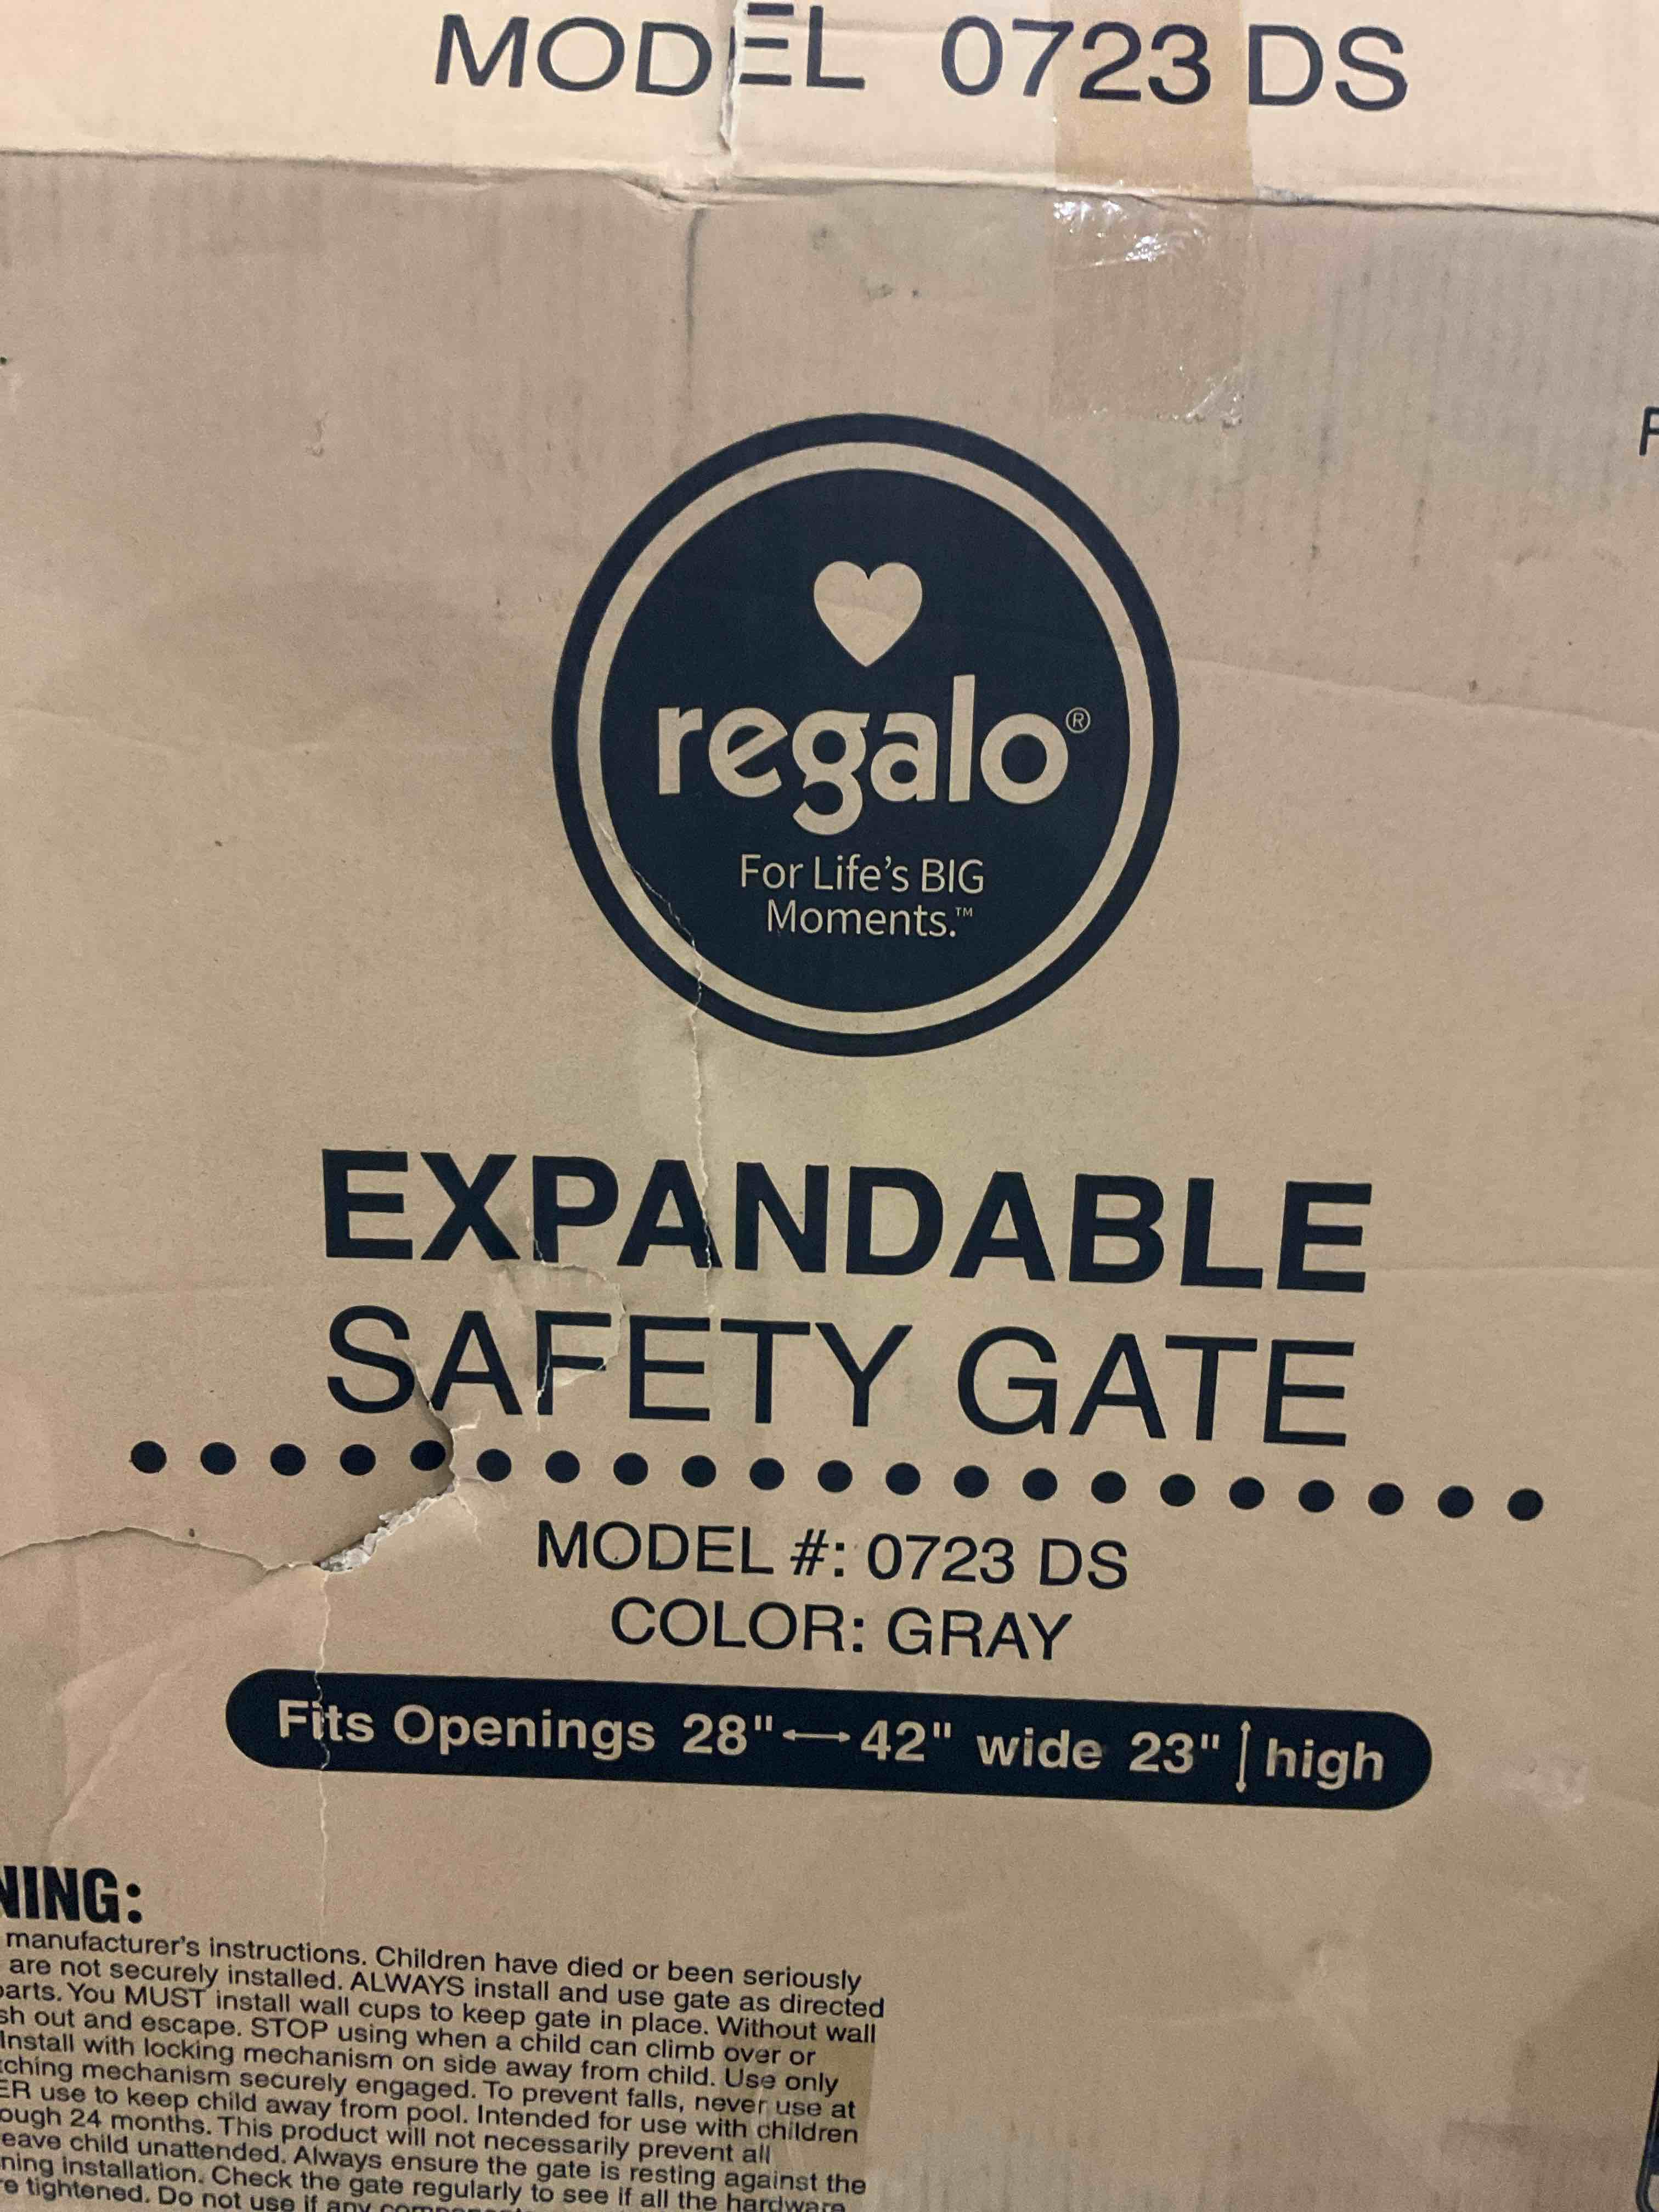 MODEL 0723 DS
regalo®
For Life's BIG
Moments.™
EXPANDABLE
SAFETY GATE
MODEL #: 0723 DS
COLOR: GRAY
Fits Openings 28"↔42" wide 23"↕high
NING:
manufacturer's instructions. Children have died or been seriously
are not securely installed. ALWAYS install and use gate as directed
parts. You MUST install wall cups to keep gate in place. Without wall
sh out and escape. STOP using when a child can climb over or
Install with locking mechanism on side away from child. Use only
ching mechanism securely engaged. To prevent falls, never use at
ER use to keep child away from pool. Intended for use with children
ough 24 months. This product will not necessarily prevent all
eave child unattended. Always ensure the gate is resting against the
ning installation. Check the gate regularly to see if all the hardware
e tightened. Do not use if any